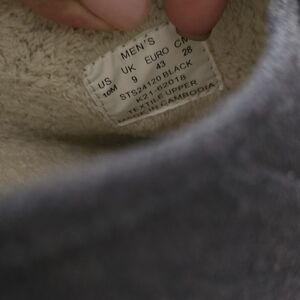 MEN'S
US UK EURO CM
10M 9 43 28
STS24120 BLACK
K21-62018
TEXTILE UPPER
MADE IN CAMBODIA